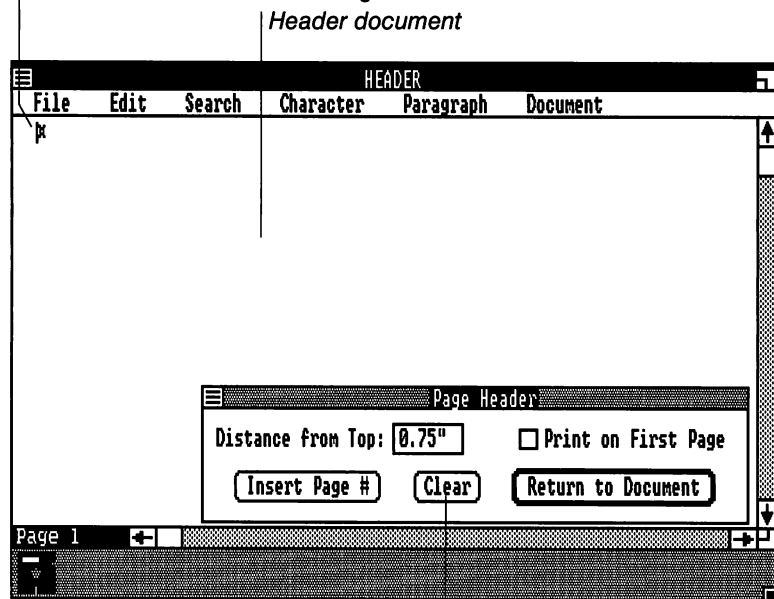 Header document
HEADER
File Edit Search Character Paragraph Document
Page Header
Distance from Top: 0.75" Print on First Page
Insert Page # Clear Return to Document
Page 1